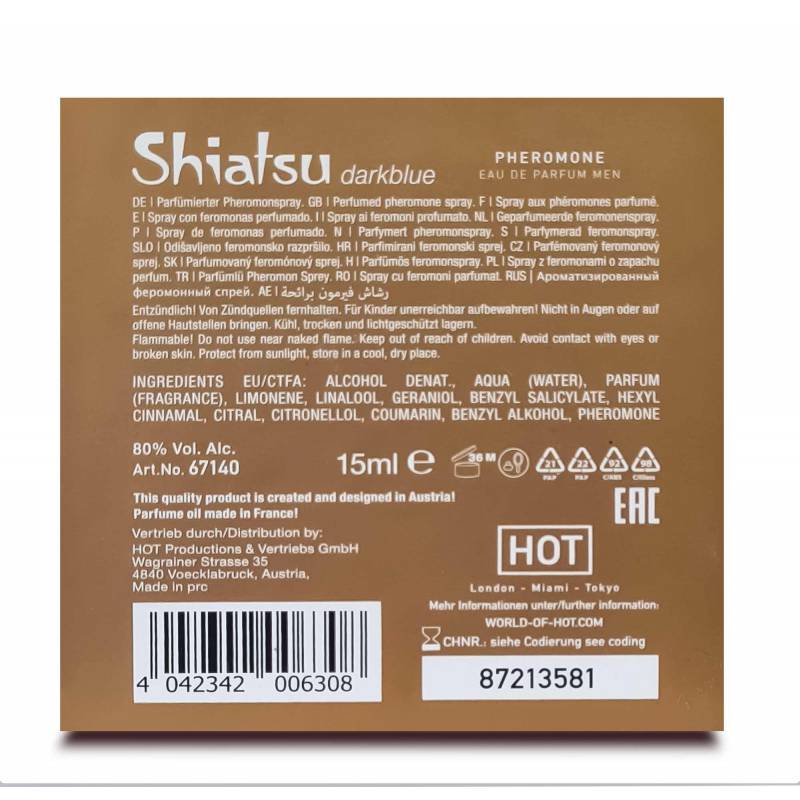 Shiatsu darkblue
PHEROMONE
EAU DE PARFUM MEN
DE | Parfümierter Pheromonspray. GB | Perfumed pheromone spray. F | Spray aux phéromones parfumé.
E | Spray con feromonas perfumado. I | Spray ai feromoni profumato. NL | Geparfumeerde feromonenspray.
P | Spray de feromonas perfumado. N | Parfymert pheromonspray. S | Parfymerad feromonspray.
SLO | Odišavljeno feromonsko razpršilo. HR | Parfimirani feromonski sprej. CZ | Parfémovaný feromonový
sprej. SK | Parfumovaný feromónový sprej. H | Parfümös feromonspray. PL | Spray z feromonami o zapachu
perfum. TR | Parfümlü Pheromon Sprey. RO | Spray cu feromoni parfumat. RUS | Ароматизированный
феромонный спрей. AE | رشاش فيرمون برائحة
Entzündlich! Von Zündquellen fernhalten. Für Kinder unerreichbar aufbewahren! Nicht in Augen oder auf
offene Hautstellen bringen. Kühl, trocken und lichtgeschützt lagern.
Flammable! Do not use near naked flame. Keep out of reach of children. Avoid contact with eyes or
broken skin. Protect from sunlight, store in a cool, dry place.
INGREDIENTS EU/CTFA: ALCOHOL DENAT., AQUA (WATER), PARFUM
(FRAGRANCE), LIMONENE, LINALOOL, GERANIOL, BENZYL SALICYLATE, HEXYL
CINNAMAL, CITRAL, CITRONELLOL, COUMARIN, BENZYL ALKOHOL, PHEROMONE
80% Vol. Alc.
Art.No. 67140
15ml e
36 M
21 PAP
22 PAP
92 C/ABS
98
This quality product is created and designed in Austria!
Parfume oil made in France!
EAC
Vertrieb durch/Distribution by:
HOT Productions & Vertriebs GmbH
Wagrainer Strasse 35
4840 Voecklabruck, Austria,
Made in prc
HOT
London - Miami - Tokyo
Mehr Informationen unter/further information:
WORLD-OF-HOT.COM
CHNR.: siehe Codierung see coding
4 042342 006308
87213581